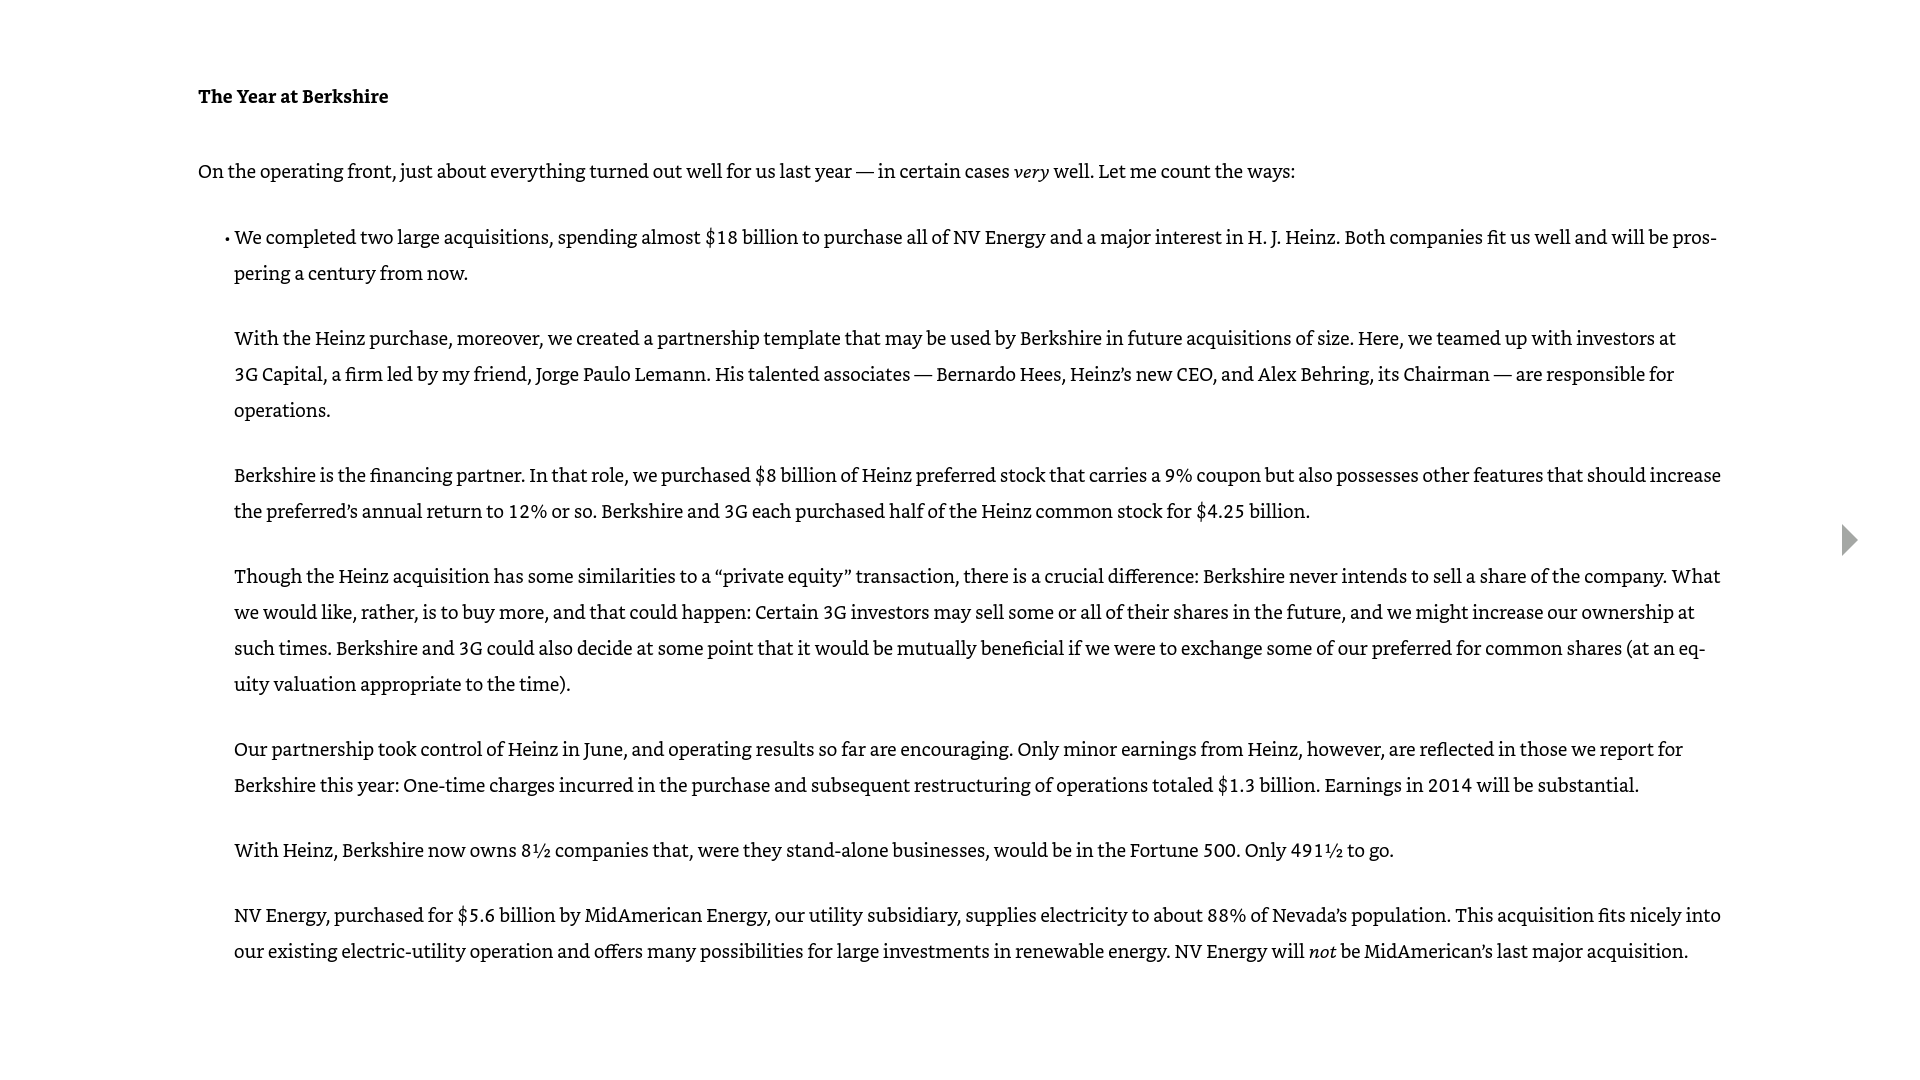 The Year at Berkshire
On the operating front, just about everything turned out well for us last year — in certain cases very well. Let me count the ways:
• We completed two large acquisitions, spending almost $18 billion to purchase all of NV Energy and a major interest in H. J. Heinz. Both companies fit us well and will be pros-
pering a century from now.
With the Heinz purchase, moreover, we created a partnership template that may be used by Berkshire in future acquisitions of size. Here, we teamed up with investors at
3G Capital, a firm led by my friend, Jorge Paulo Lemann. His talented associates — Bernardo Hees, Heinz’s new CEO, and Alex Behring, its Chairman — are responsible for
operations.
Berkshire is the financing partner. In that role, we purchased $8 billion of Heinz preferred stock that carries a 9% coupon but also possesses other features that should increase
the preferred’s annual return to 12% or so. Berkshire and 3G each purchased half of the Heinz common stock for $4.25 billion.
Though the Heinz acquisition has some similarities to a “private equity” transaction, there is a crucial difference: Berkshire never intends to sell a share of the company. What
we would like, rather, is to buy more, and that could happen: Certain 3G investors may sell some or all of their shares in the future, and we might increase our ownership at
such times. Berkshire and 3G could also decide at some point that it would be mutually beneficial if we were to exchange some of our preferred for common shares (at an eq-
uity valuation appropriate to the time).
Our partnership took control of Heinz in June, and operating results so far are encouraging. Only minor earnings from Heinz, however, are reflected in those we report for
Berkshire this year: One-time charges incurred in the purchase and subsequent restructuring of operations totaled $1.3 billion. Earnings in 2014 will be substantial.
With Heinz, Berkshire now owns 8½ companies that, were they stand-alone businesses, would be in the Fortune 500. Only 491½ to go.
NV Energy, purchased for $5.6 billion by MidAmerican Energy, our utility subsidiary, supplies electricity to about 88% of Nevada’s population. This acquisition fits nicely into
our existing electric-utility operation and offers many possibilities for large investments in renewable energy. NV Energy will not be MidAmerican’s last major acquisition.